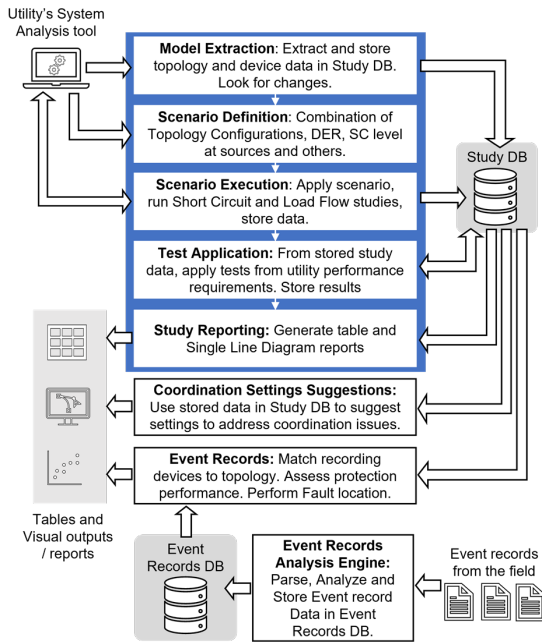 Utility's System
Analysis tool
Model Extraction: Extract and store
topology and device data in Study DB.
Look for changes.
Scenario Definition: Combination of
Topology Configurations, DER, SC level
at sources and others.
Study DB
Scenario Execution: Apply scenario,
run Short Circuit and Load Flow studies,
store data.
Test Application: From stored study
data, apply tests from utility performance
requirements. Store results
Study Reporting: Generate table and
Single Line Diagram reports
Coordination Settings Suggestions:
Use stored data in Study DB to suggest
settings to address coordination issues.
Event Records: Match recording
devices to topology. Assess protection
performance. Perform Fault location.
Tables and
Visual outputs
/ reports
Event
Records DB
Event Records
Analysis Engine:
Parse, Analyze and
Store Event record
Data in Event
Records DB.
Event records
from the field